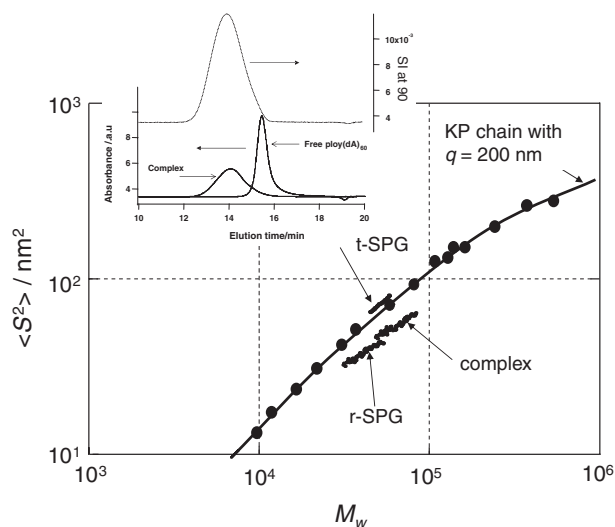 10x10⁻³
8
6
4
SI at 90
Absorbance /.a.u
8
6
4
Complex
Free ploy(dA)₆₀
10 12 14 16 18 20
Elution time/min
KP chain with
q = 200 nm
t-SPG
complex
r-SPG
<S²> / nm²
10³
10²
10¹
10³ 10⁴ 10⁵ 10⁶
Mw